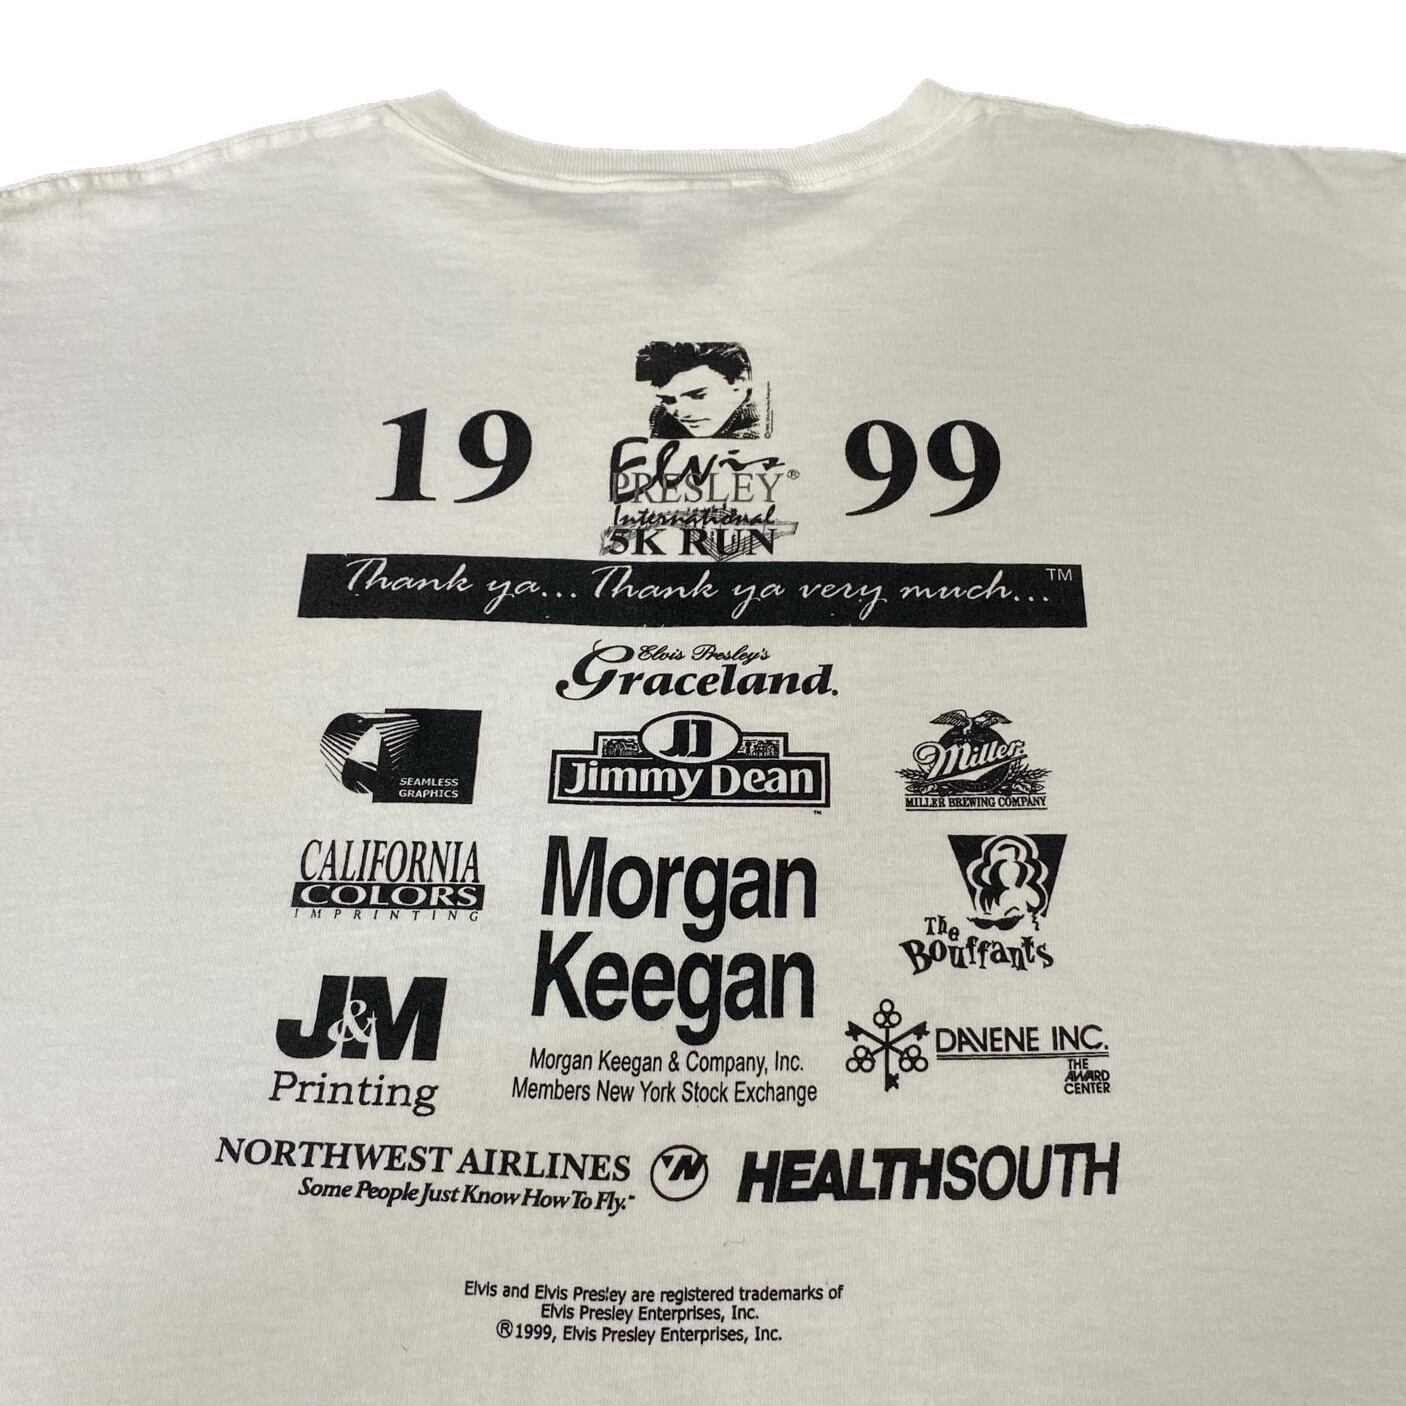 19 99
Elvis
PRESLEY®
International
5K RUN
Thank ya... Thank ya very much...™
Elvis Presley's
Graceland.
SEAMLESS
GRAPHICS
JD
Jimmy Dean
™
Miller
MILLER BREWING COMPANY
CALIFORNIA
COLORS
IMPRINTING
Morgan
Keegan
Morgan Keegan & Company, Inc.
Members New York Stock Exchange
The
Bouffants
J&M
Printing
DAVENE INC.
THE
AWARD
CENTER
NORTHWEST AIRLINES
Some People Just Know How To Fly.
HEALTHSOUTH
Elvis and Elvis Presley are registered trademarks of
Elvis Presley Enterprises, Inc.
®1999, Elvis Presley Enterprises, Inc.